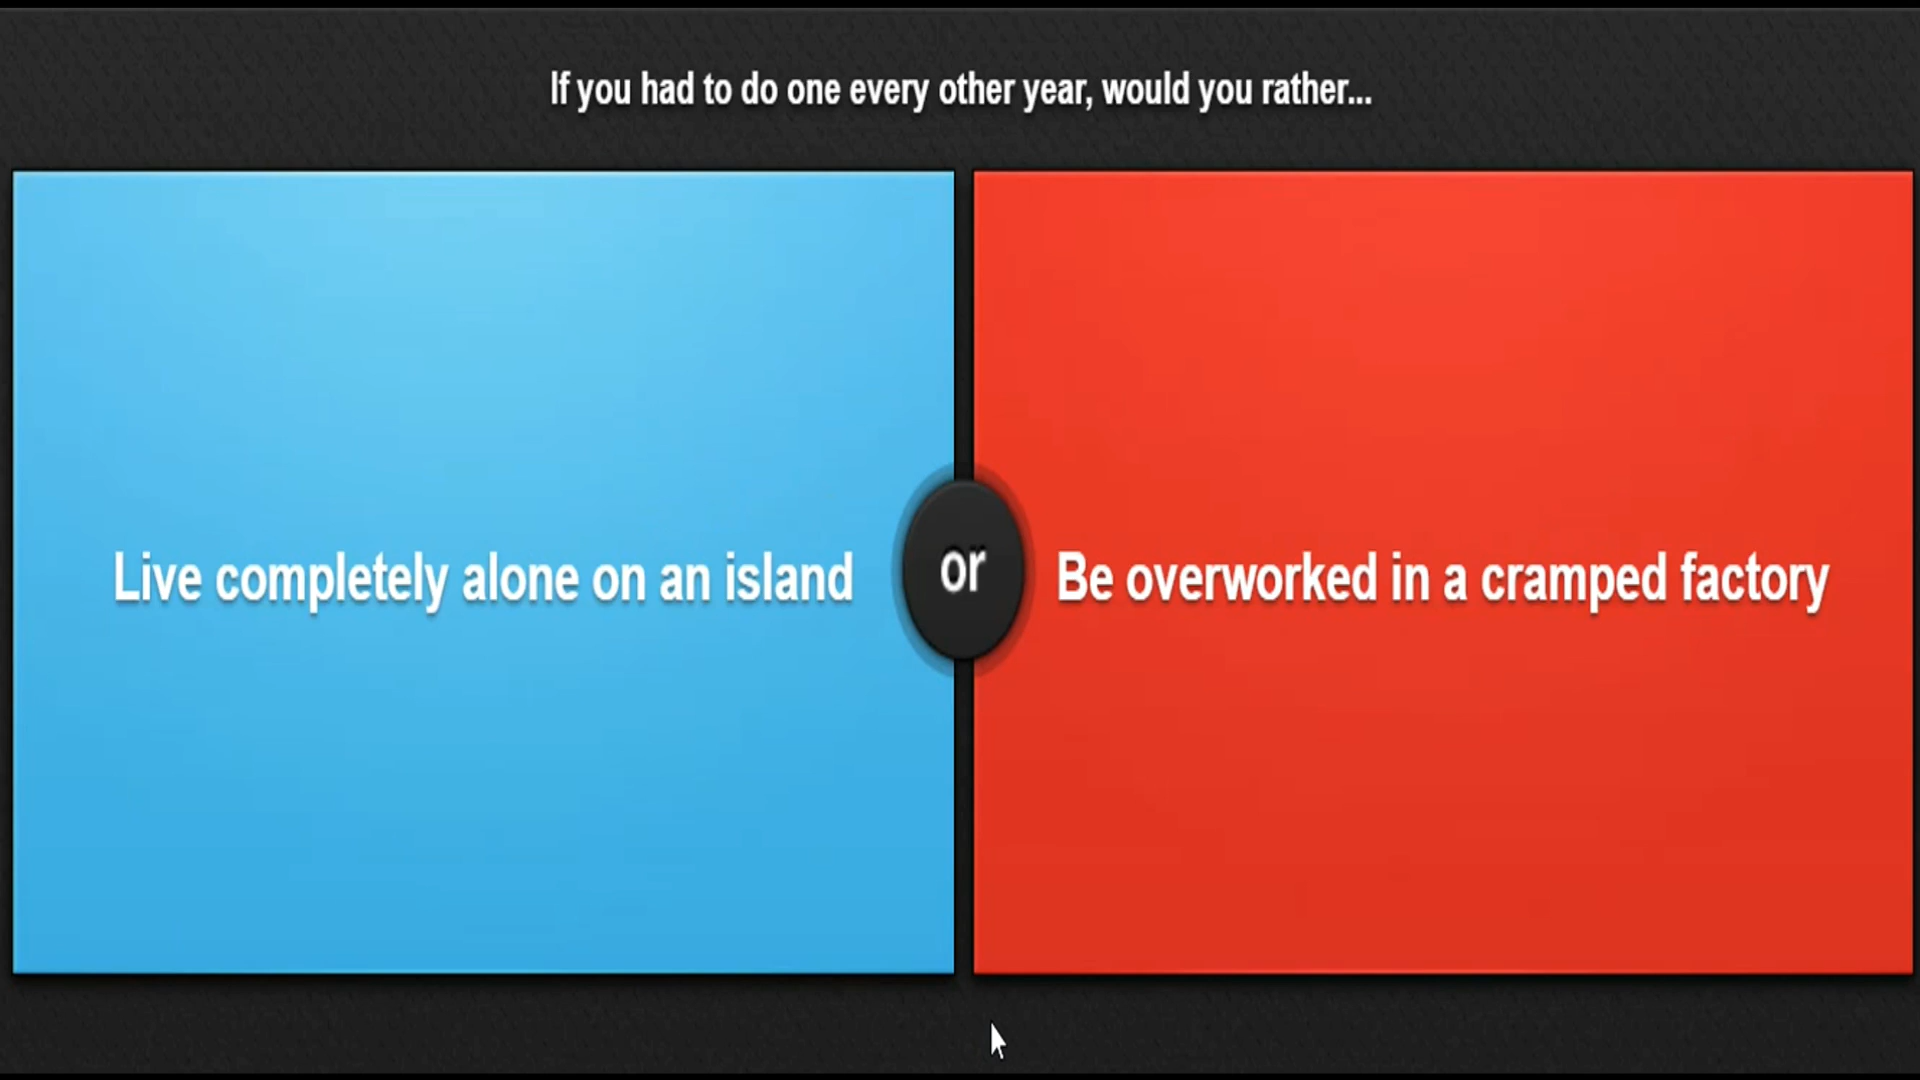 If you had to do one every other year, would you rather...
Live completely alone on an island
or
Be overworked in a cramped factory